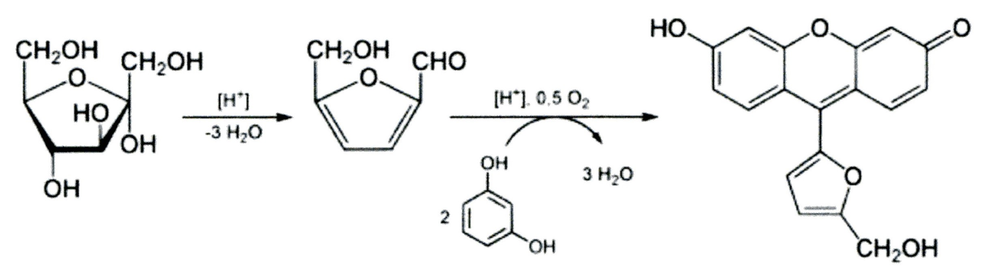 CH₂OH
CH₂OH
O
HO
OH
OH
[H⁺]
-3 H₂O
CH₂OH
CHO
O
[H⁺]. 0.5 O₂
OH
2
OH
3 H₂O
HO
O
O
O
CH₂OH